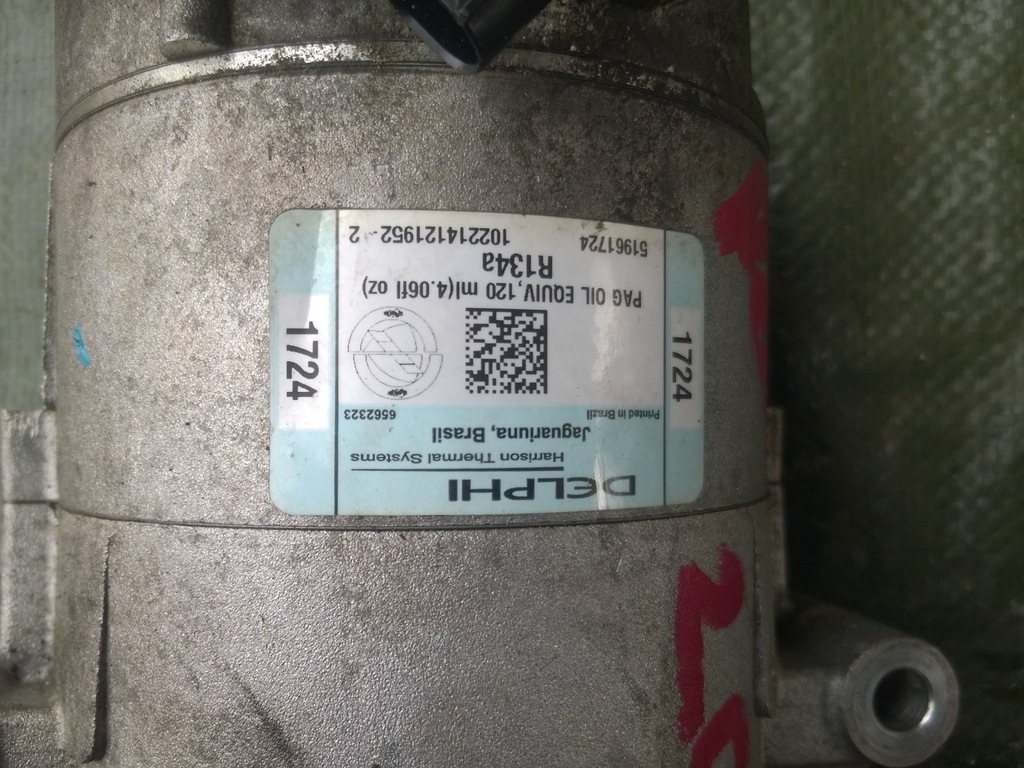 DELPHI
Harrison Thermal Systems
Jaguariuna, Brasil
Printed in Brazil 6562323
PAG OIL EQUIV,120 ml(4.06fl oz)
R134a
51961724 102214121952-2
1724
1724